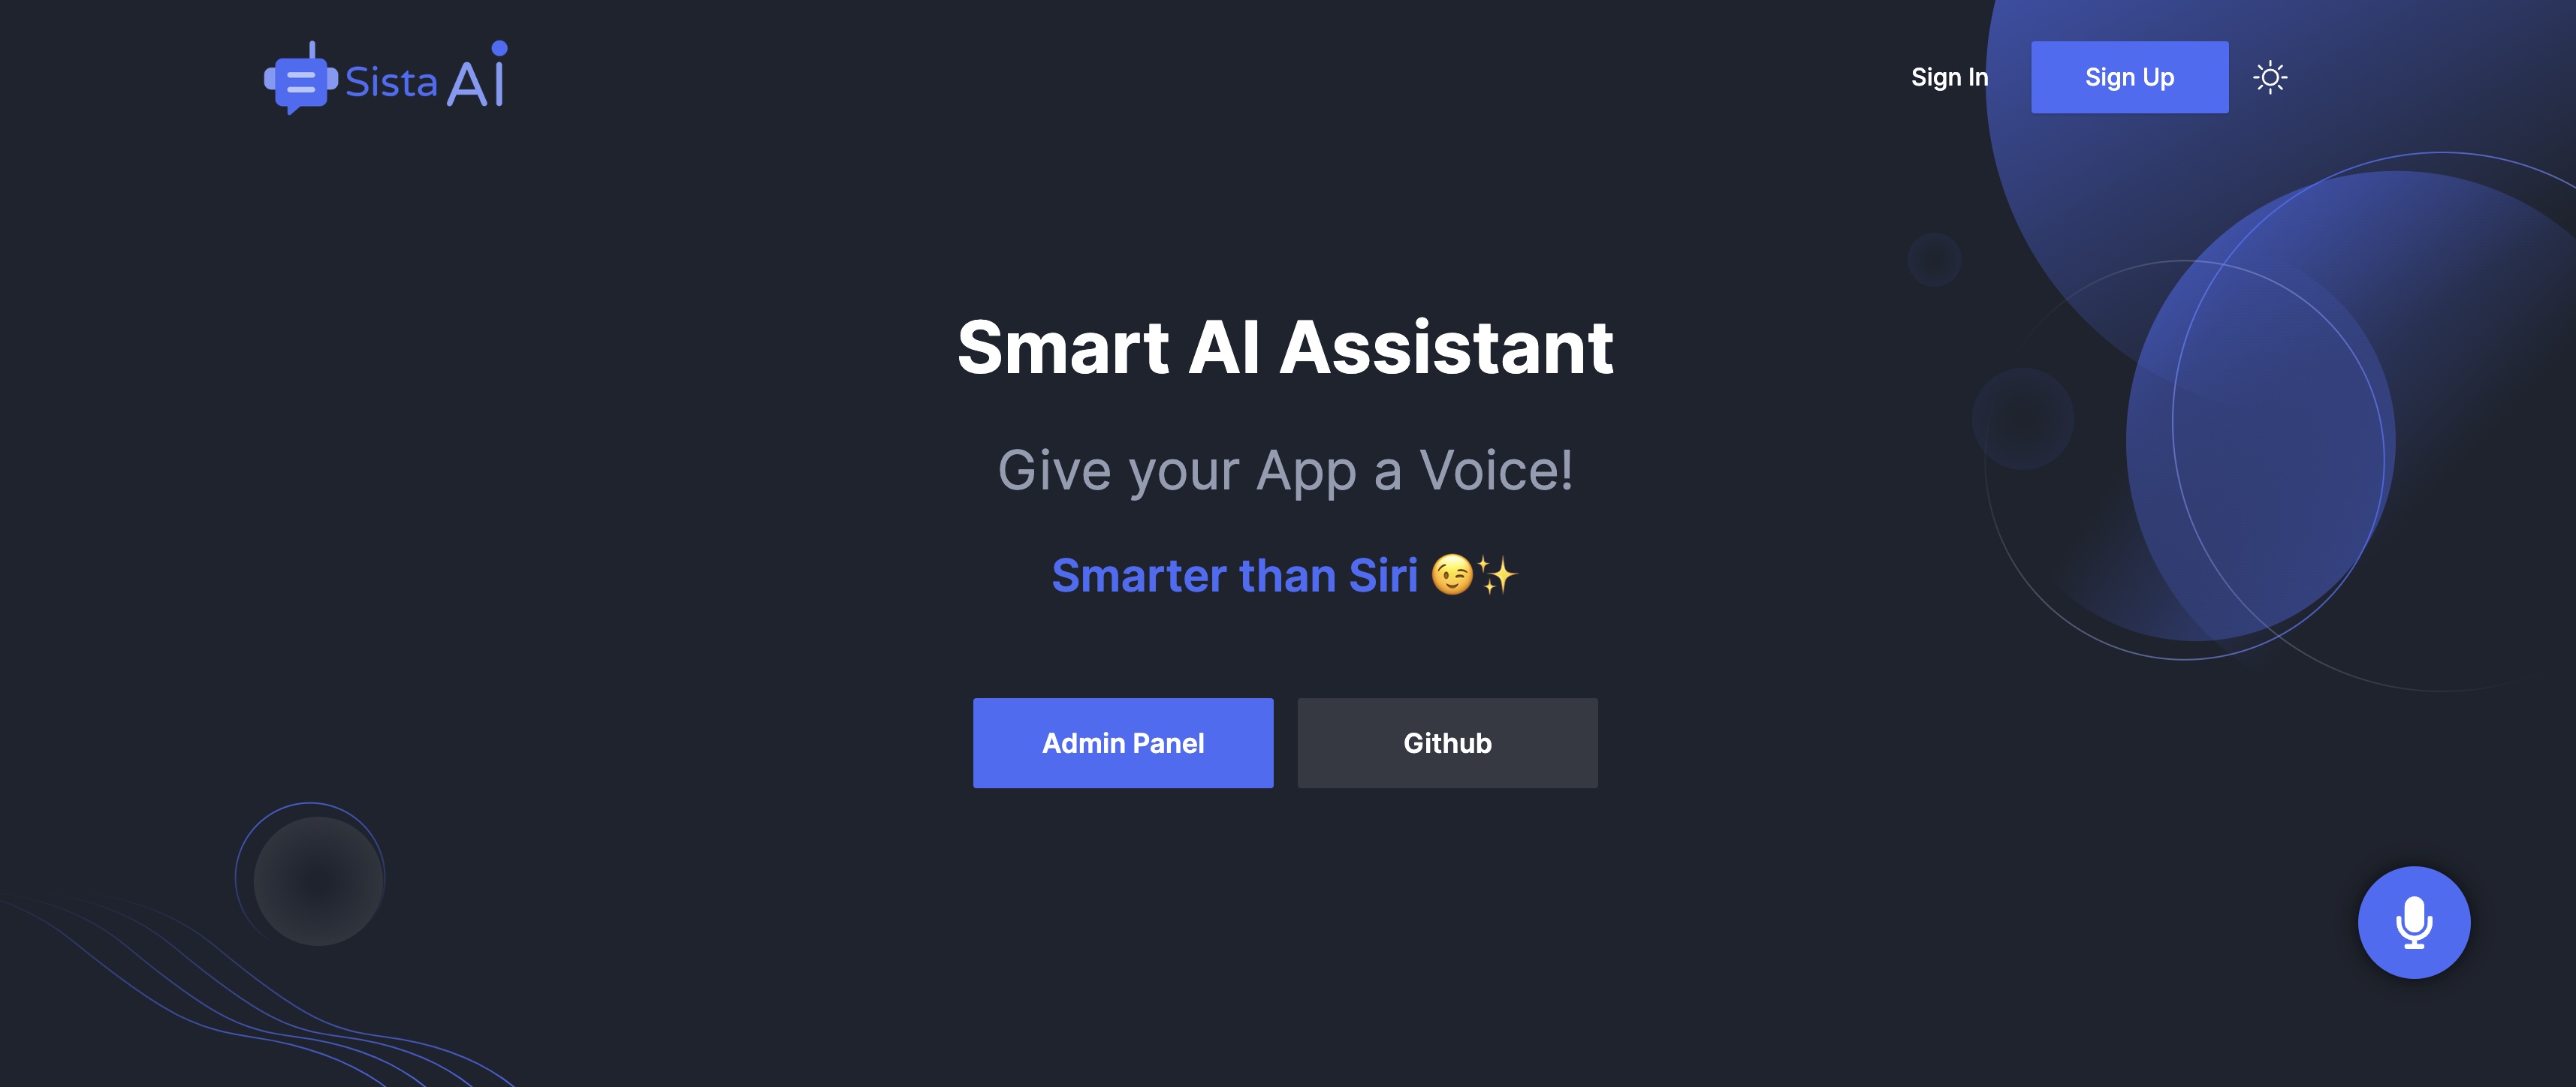 Sista Ai
Sign In
Sign Up
Smart AI Assistant
Give your App a Voice!
Smarter than Siri 😉✨
Admin Panel
Github